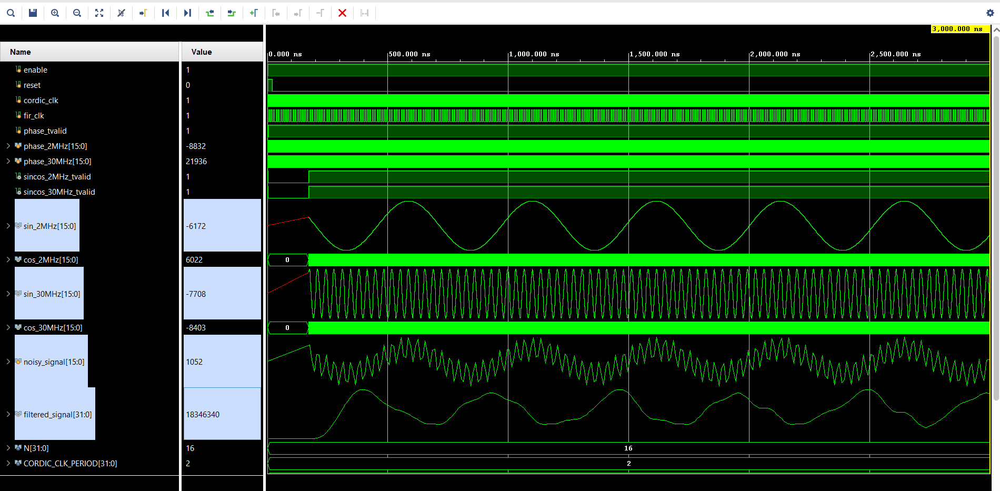 3,000.000 ns
Name Value
0.000 ns 500.000 ns 1,000.000 ns 1,500.000 ns 2,000.000 ns 2,500.000 ns
enable 1
reset 0
cordic_clk 1
fir_clk 1
phase_tvalid 1
phase_2MHz[15:0] -8832
phase_30MHz[15:0] 21936
sincos_2MHz_tvalid 1
sincos_30MHz_tvalid 1
sin_2MHz[15:0] -6172
cos_2MHz[15:0] 6022 0
sin_30MHz[15:0] -7708
cos_30MHz[15:0] -8403 0
noisy_signal[15:0] 1052
filtered_signal[31:0] 18346340
N[31:0] 16 16
CORDIC_CLK_PERIOD[31:0] 2 2